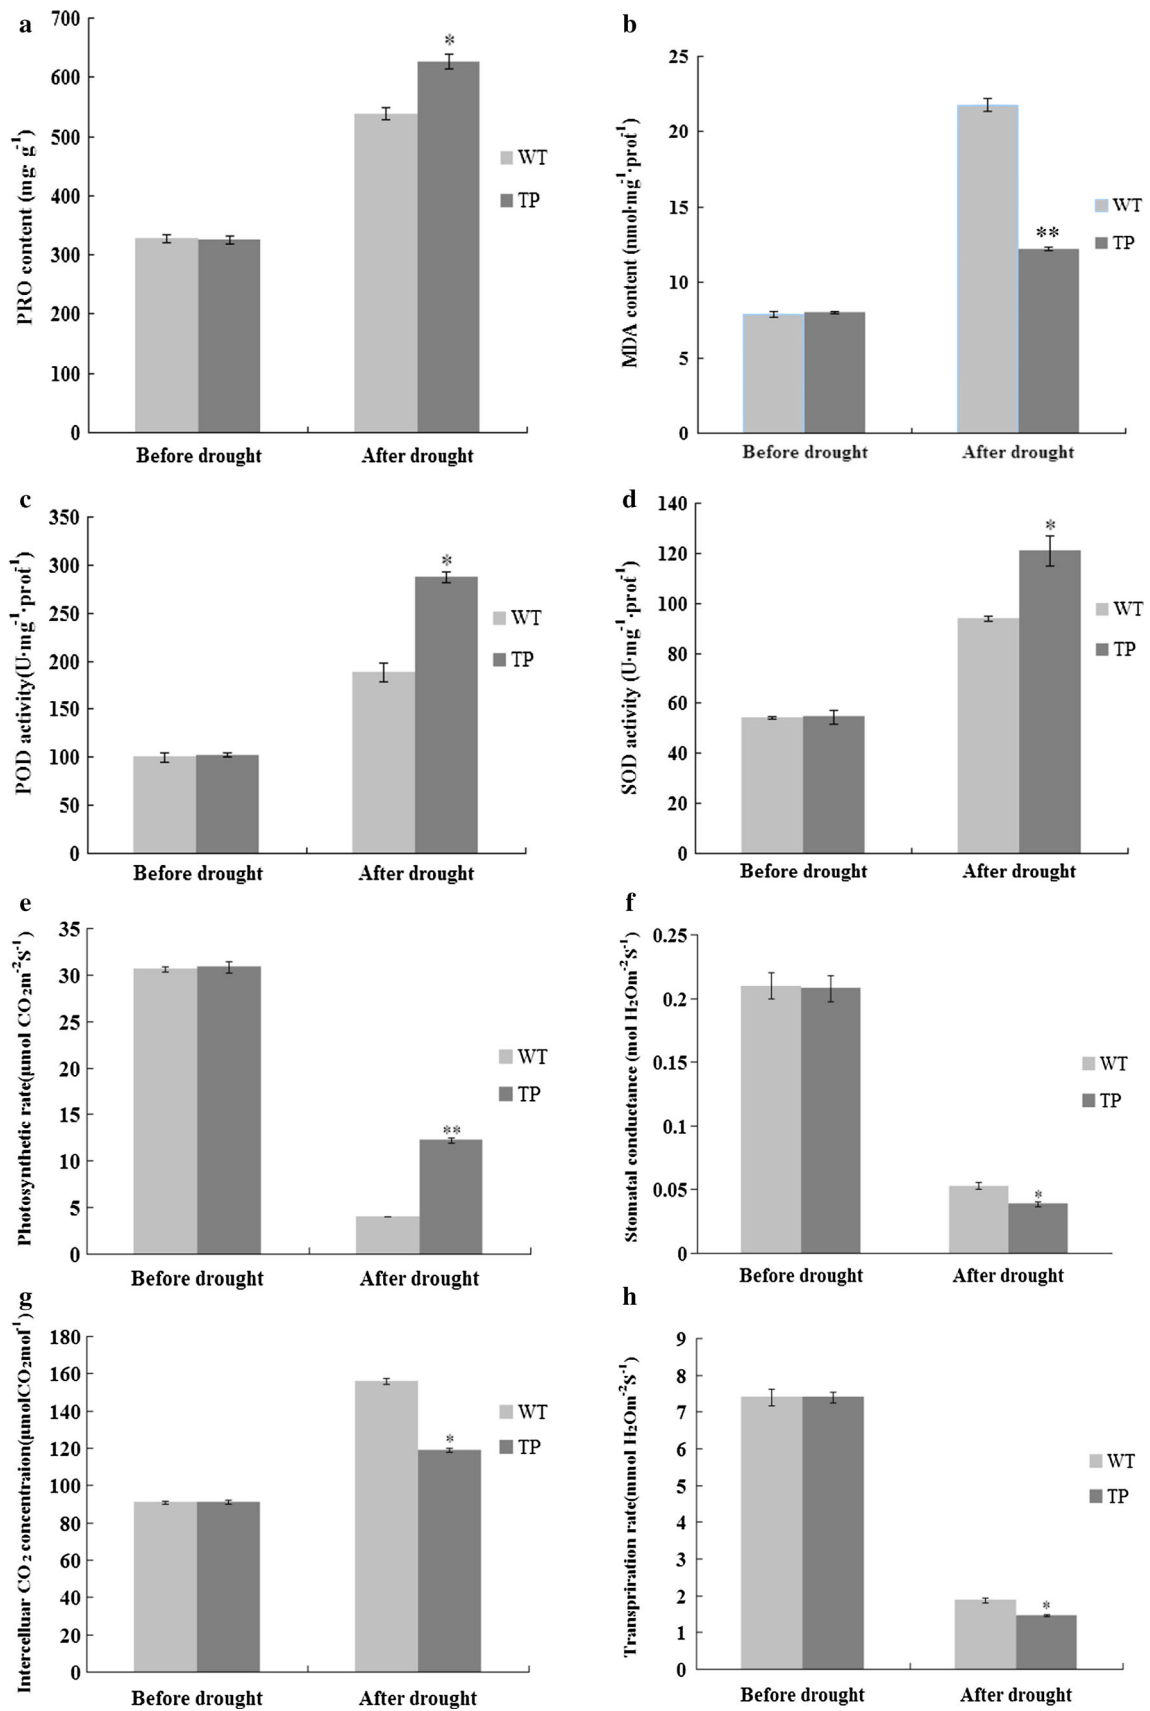 a
PRO content (mg· g⁻¹)
700
600
500
400
300
200
100
0
*
WT
TP
Before drought
After drought
b
MDA content (nmol·mg⁻¹·prot⁻¹)
25
20
15
10
5
0
**
WT
TP
Before drought
After drought
c
POD activity(U·mg⁻¹·prot⁻¹)
350
300
250
200
150
100
50
0
*
WT
TP
Before drought
After drought
d
SOD activity (U·mg⁻¹·prot⁻¹)
140
120
100
80
60
40
20
0
*
WT
TP
Before drought
After drought
e
Photosynthetic rate(μmol CO₂m⁻²S⁻¹)
35
30
25
20
15
10
5
0
**
WT
TP
Before drought
After drought
f
Stomatal conductance (mol H₂Om⁻²S⁻¹)
0.25
0.2
0.15
0.1
0.05
0
*
WT
TP
Before drought
After drought
g
Intercelluar CO₂ concentraion(μmolCO₂mol⁻¹)
180
160
140
120
100
80
60
40
20
0
*
WT
TP
Before drought
After drought
h
Transpriration rate(mmol H₂Om⁻²S⁻¹)
9
8
7
6
5
4
3
2
1
0
*
WT
TP
Before drought
After drought